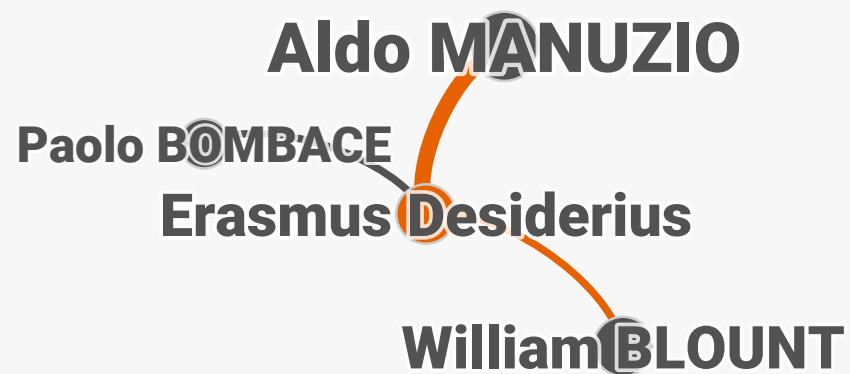 Aldo MANUZIO
Paolo BOMBACE
Erasmus Desiderius
William BLOUNT